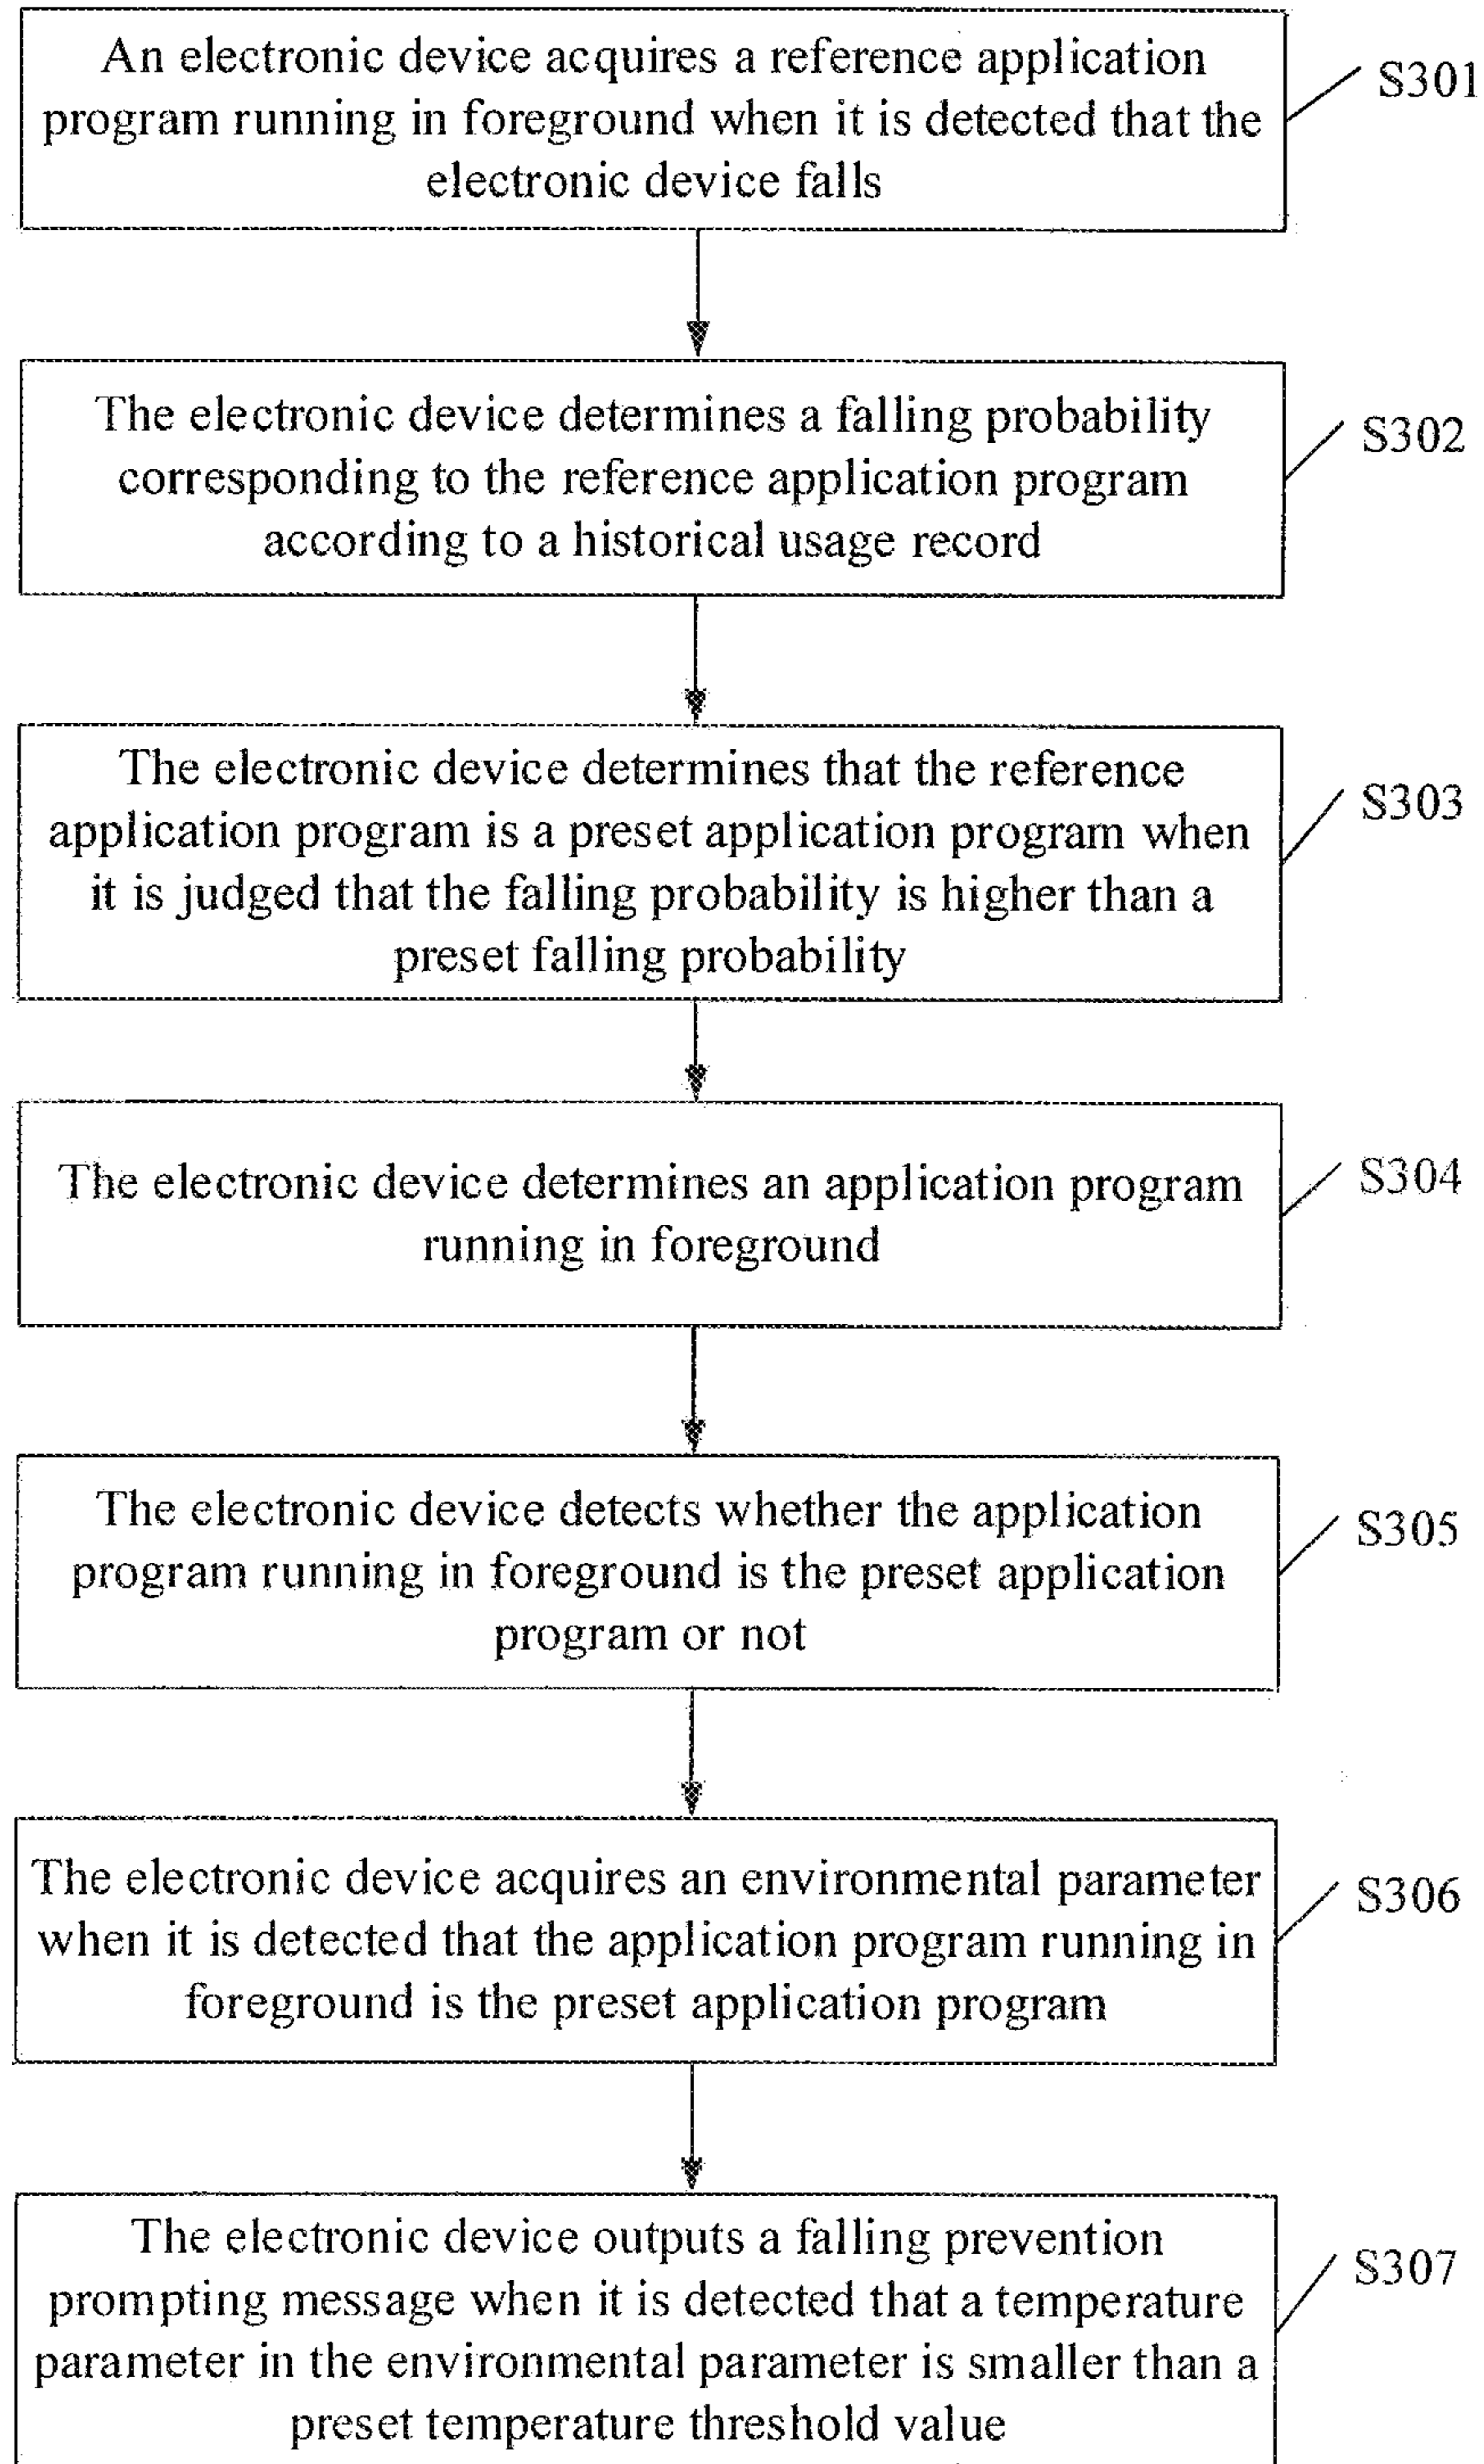 An electronic device acquires a reference application
program running in foreground when it is detected that the
electronic device falls
S301
The electronic device determines a falling probability
corresponding to the reference application program
according to a historical usage record
S302
The electronic device determines that the reference
application program is a preset application program when
it is judged that the falling probability is higher than a
preset falling probability
S303
The electronic device determines an application program
running in foreground
S304
The electronic device detects whether the application
program running in foreground is the preset application
program or not
S305
The electronic device acquires an environmental parameter
when it is detected that the application program running in
foreground is the preset application program
S306
The electronic device outputs a falling prevention
prompting message when it is detected that a temperature
parameter in the environmental parameter is smaller than a
preset temperature threshold value
S307